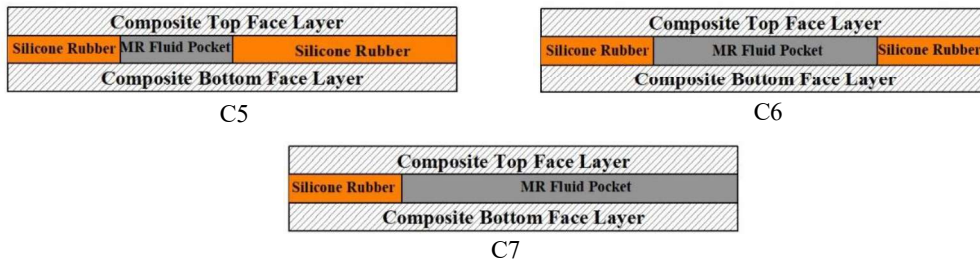 Composite Top Face Layer
Silicone Rubber MR Fluid Pocket Silicone Rubber
Composite Bottom Face Layer
C5
Composite Top Face Layer
Silicone Rubber MR Fluid Pocket Silicone Rubber
Composite Bottom Face Layer
C6
Composite Top Face Layer
Silicone Rubber MR Fluid Pocket
Composite Bottom Face Layer
C7